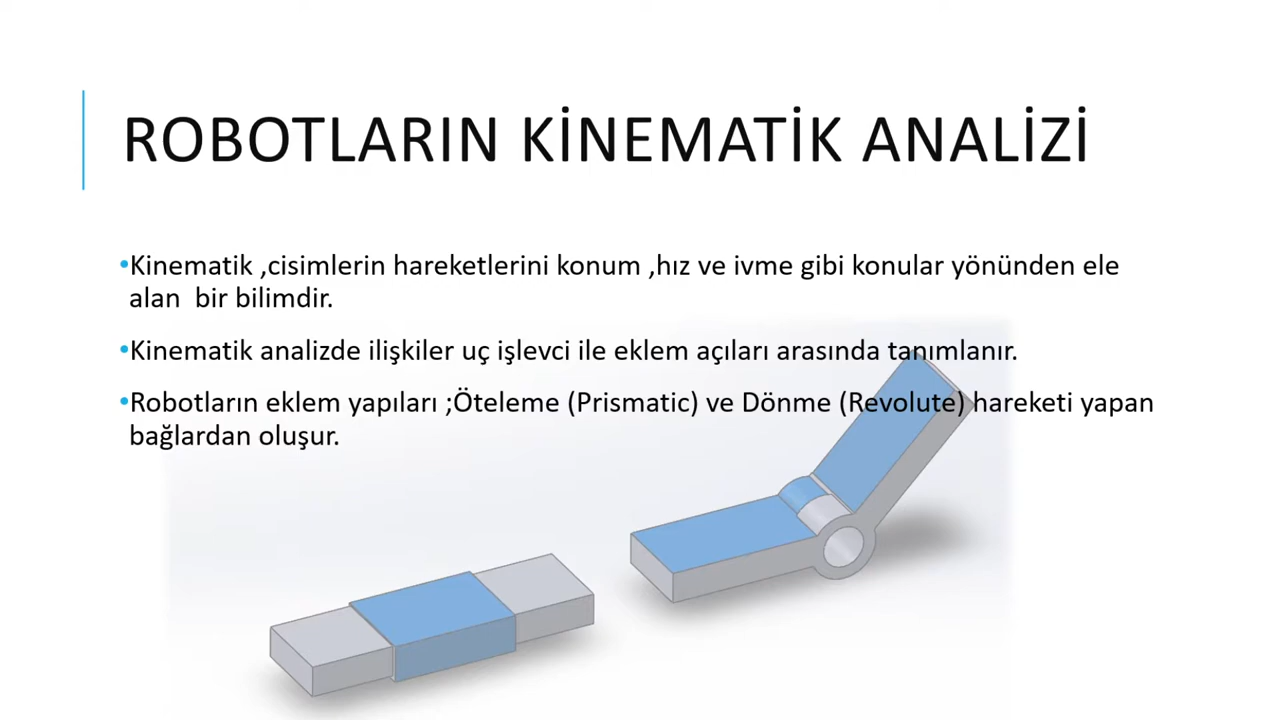 ROBOTLARIN KİNEMATİK ANALİZİ
•Kinematik ,cisimlerin hareketlerini konum ,hız ve ivme gibi konular yönünden ele
alan  bir bilimdir.
•Kinematik analizde ilişkiler uç işlevci ile eklem açıları arasında tanımlanır.
•Robotların eklem yapıları ;Öteleme (Prismatic) ve Dönme (Revolute) hareketi yapan
bağlardan oluşur.